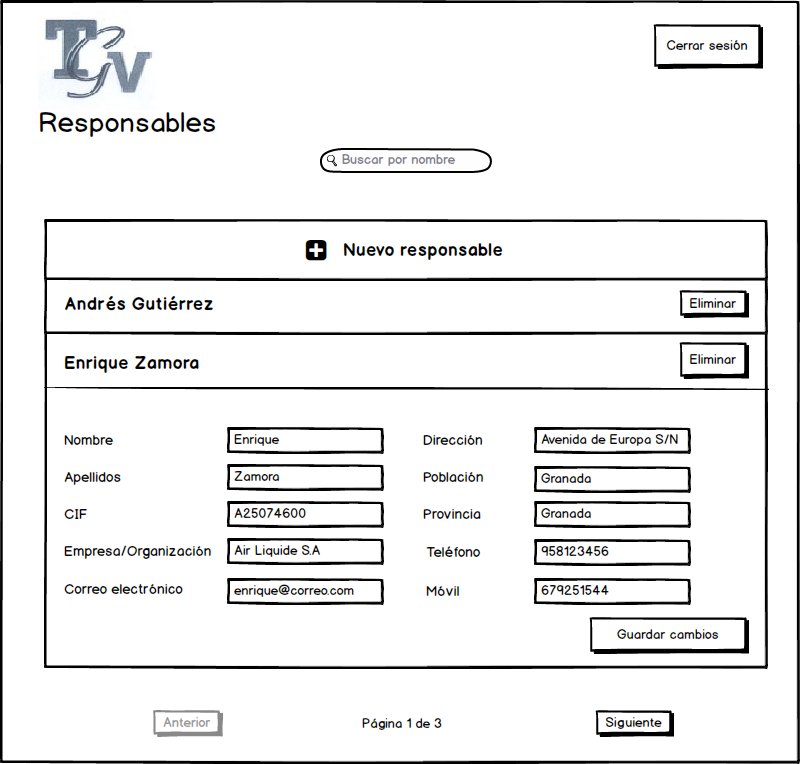 TGV
Cerrar sesión
Responsables
Buscar por nombre
Nuevo responsable
Andrés Gutiérrez
Eliminar
Enrique Zamora
Eliminar
Nombre Enrique Dirección Avenida de Europa S/N
Apellidos Zamora Población Granada
CIF A25074600 Provincia Granada
Empresa/Organización Air Liquide S.A Teléfono 958123456
Correo electrónico enrique@correo.com Móvil 679251544
Guardar cambios
Anterior Página 1 de 3 Siguiente